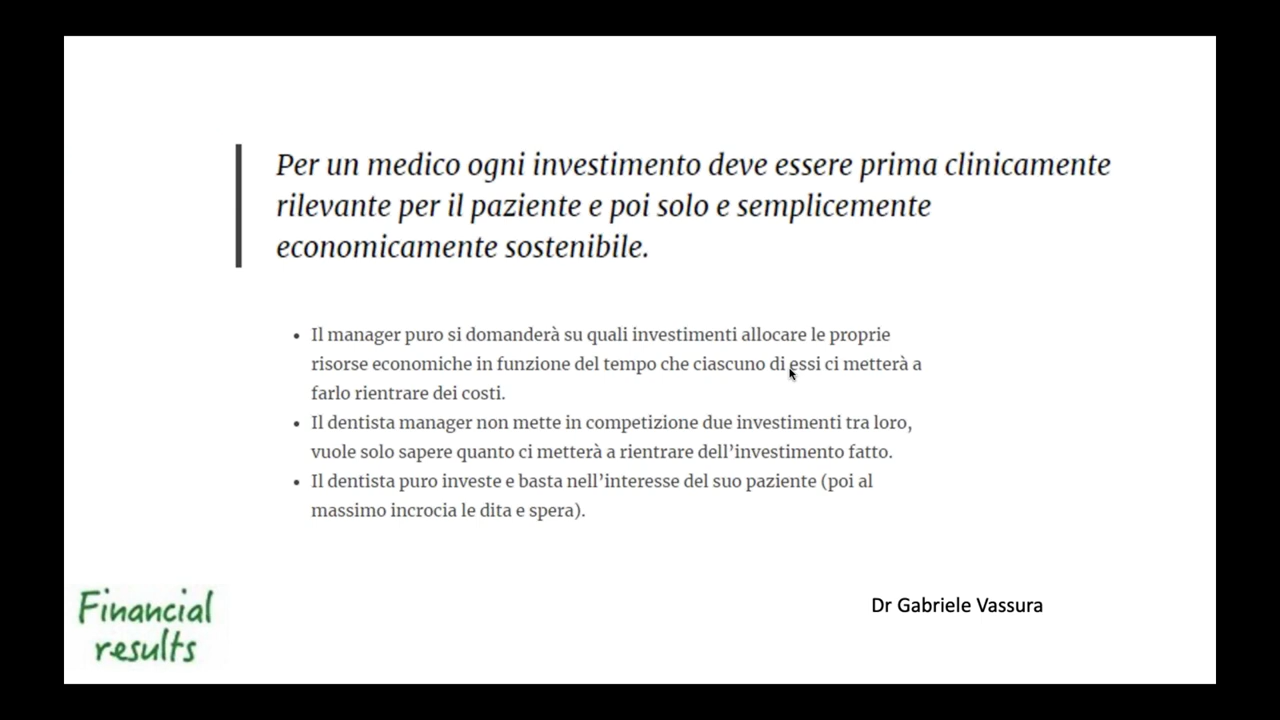 Per un medico ogni investimento deve essere prima clinicamente
rilevante per il paziente e poi solo e semplicemente
economicamente sostenibile.
• Il manager puro si domanderà su quali investimenti allocare le proprie
risorse economiche in funzione del tempo che ciascuno di essi ci metterà a
farlo rientrare dei costi.
• Il dentista manager non mette in competizione due investimenti tra loro,
vuole solo sapere quanto ci metterà a rientrare dell’investimento fatto.
• Il dentista puro investe e basta nell’interesse del suo paziente (poi al
massimo incrocia le dita e spera).
Financial
results
Dr Gabriele Vassura